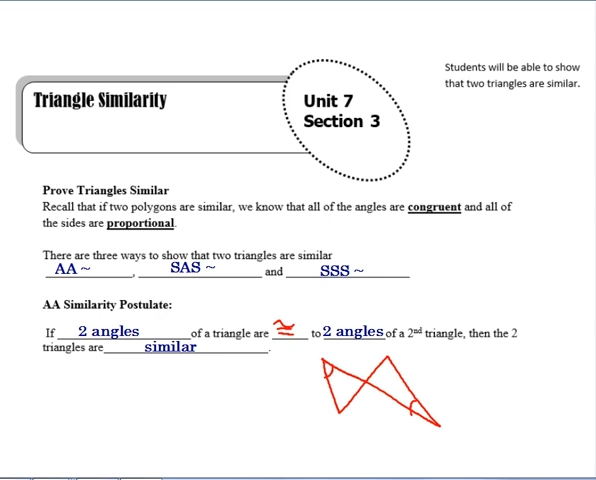 Students will be able to show
that two triangles are similar.
Triangle Similarity
Unit 7
Section 3
Prove Triangles Similar
Recall that if two polygons are similar, we know that all of the angles are congruent and all of
the sides are proportional.
There are three ways to show that two triangles are similar
AA ~, SAS ~ and SSS ~
AA Similarity Postulate:
If 2 angles of a triangle are ≅ to 2 angles of a 2nd triangle, then the 2
triangles are similar.